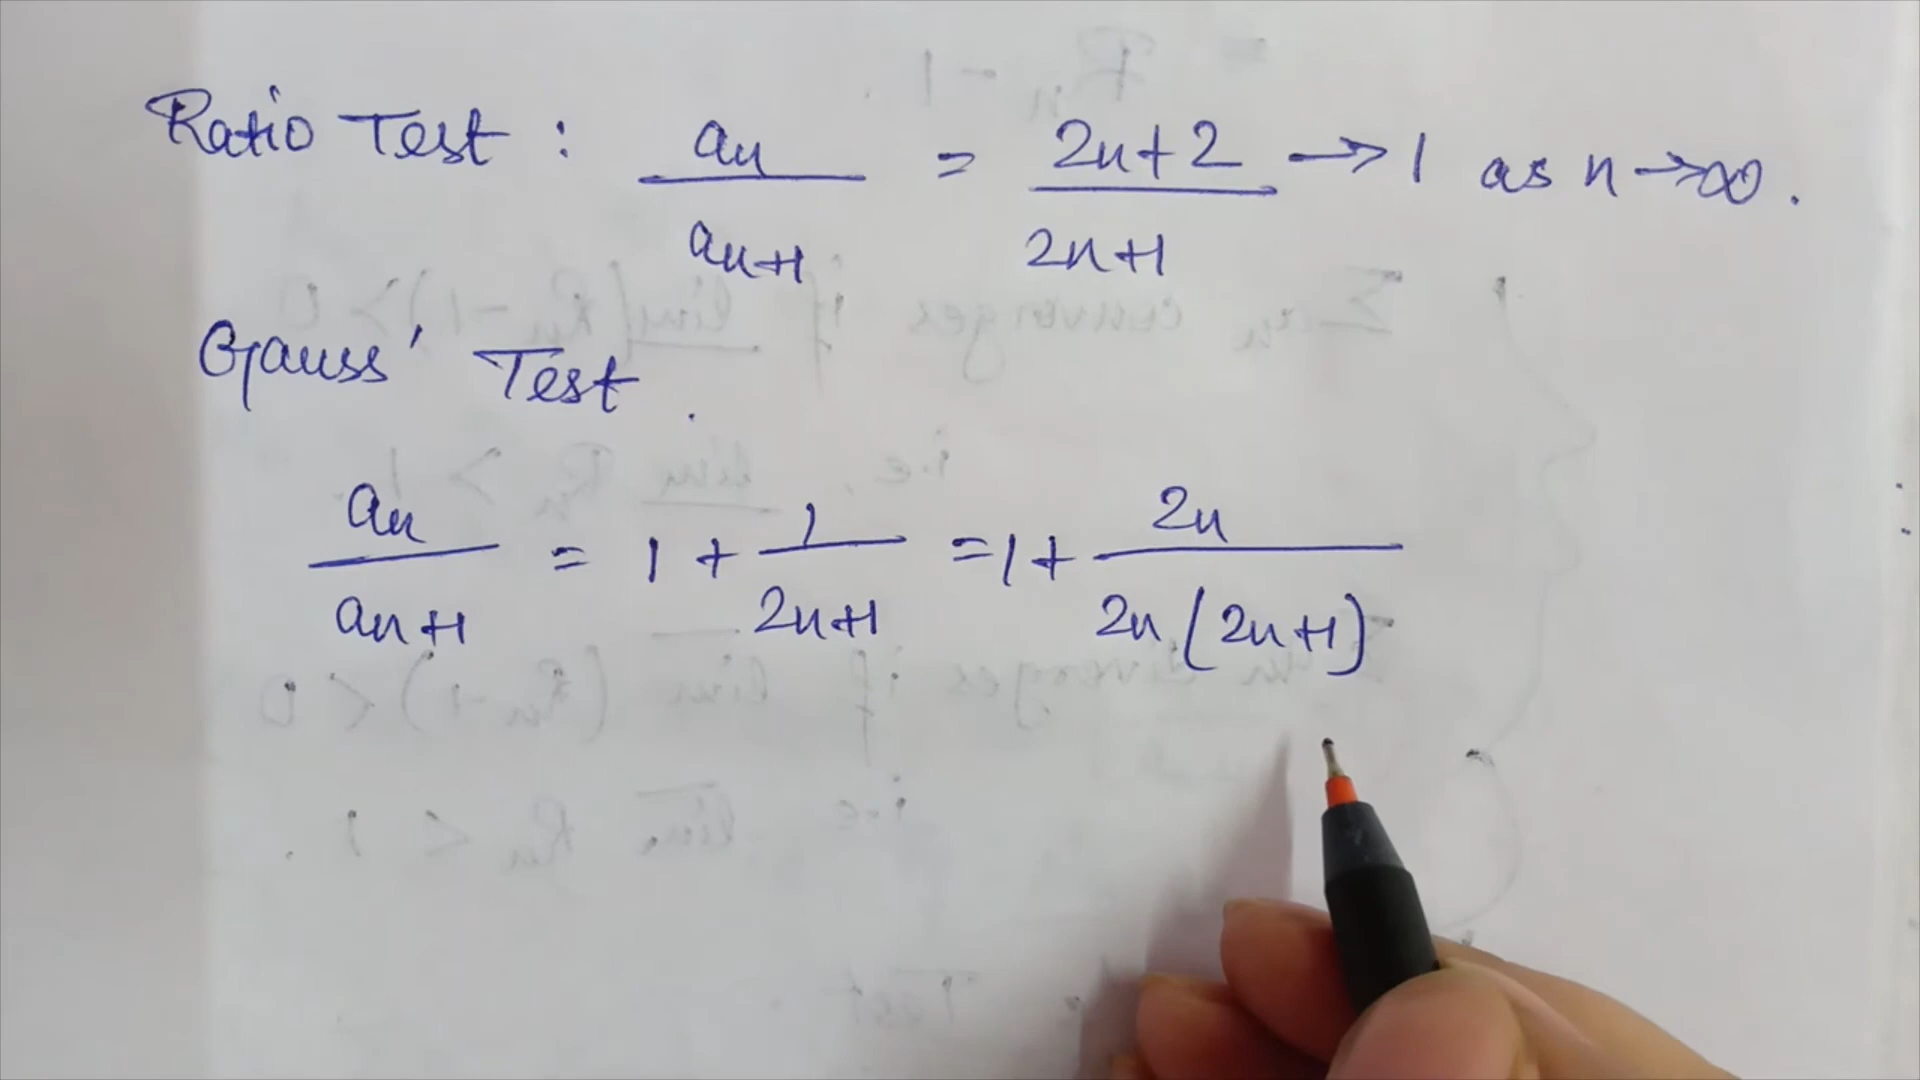 Ratio Test : an / an+1 = 2n+2 / 2n+1 → 1 as n→∞.
Gauss' Test.
an / an+1 = 1 + 1 / 2n+1 = 1 + 2n / 2n(2n+1)